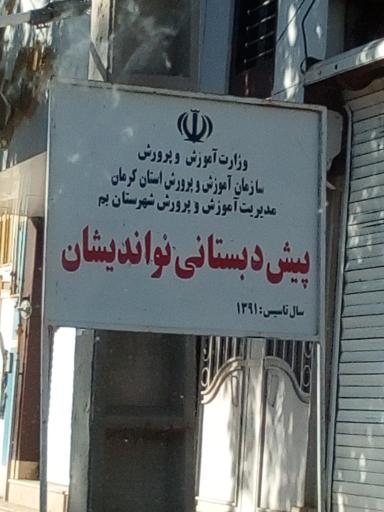 وزارت آموزش و پرورش
سازمان آموزش و پرورش استان کرمان
مدیریت آموزش و پرورش شهرستان بم
پیش دبستانی نواندیشان
سال تاسیس: ۱۳۹۱